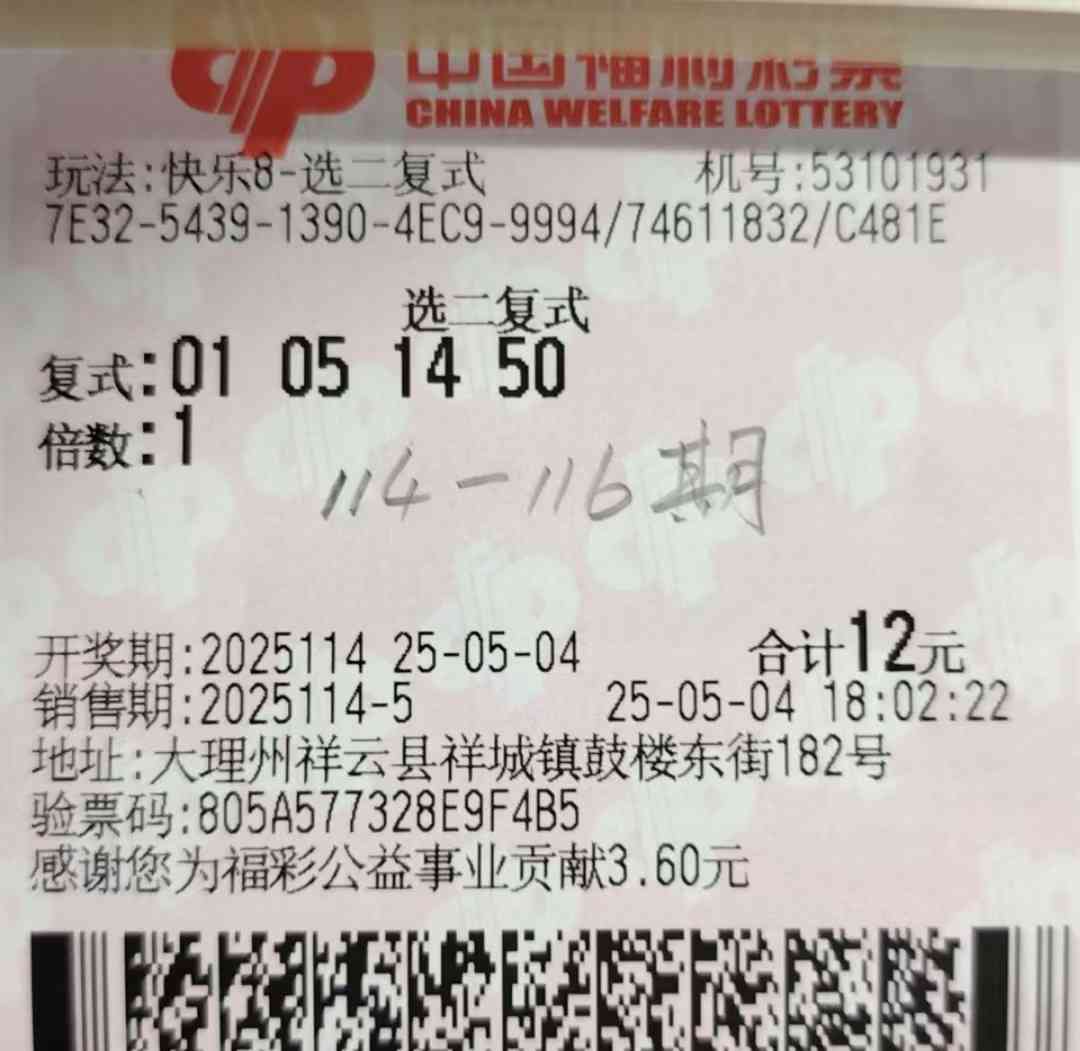 中国福利彩票
CHINA WELFARE LOTTERY
玩法:快乐8-选二复式 机号:53101931
7E32-5439-1390-4EC9-9994/74611832/C481E
选二复式
复式:01 05 14 50
倍数:1
114-116期
开奖期:2025114 25-05-04 合计12元
销售期:2025114-5 25-05-04 18:02:22
地址:大理州祥云县祥城镇鼓楼东街182号
验票码:805A577328E9F4B5
感谢您为福彩公益事业贡献3.60元